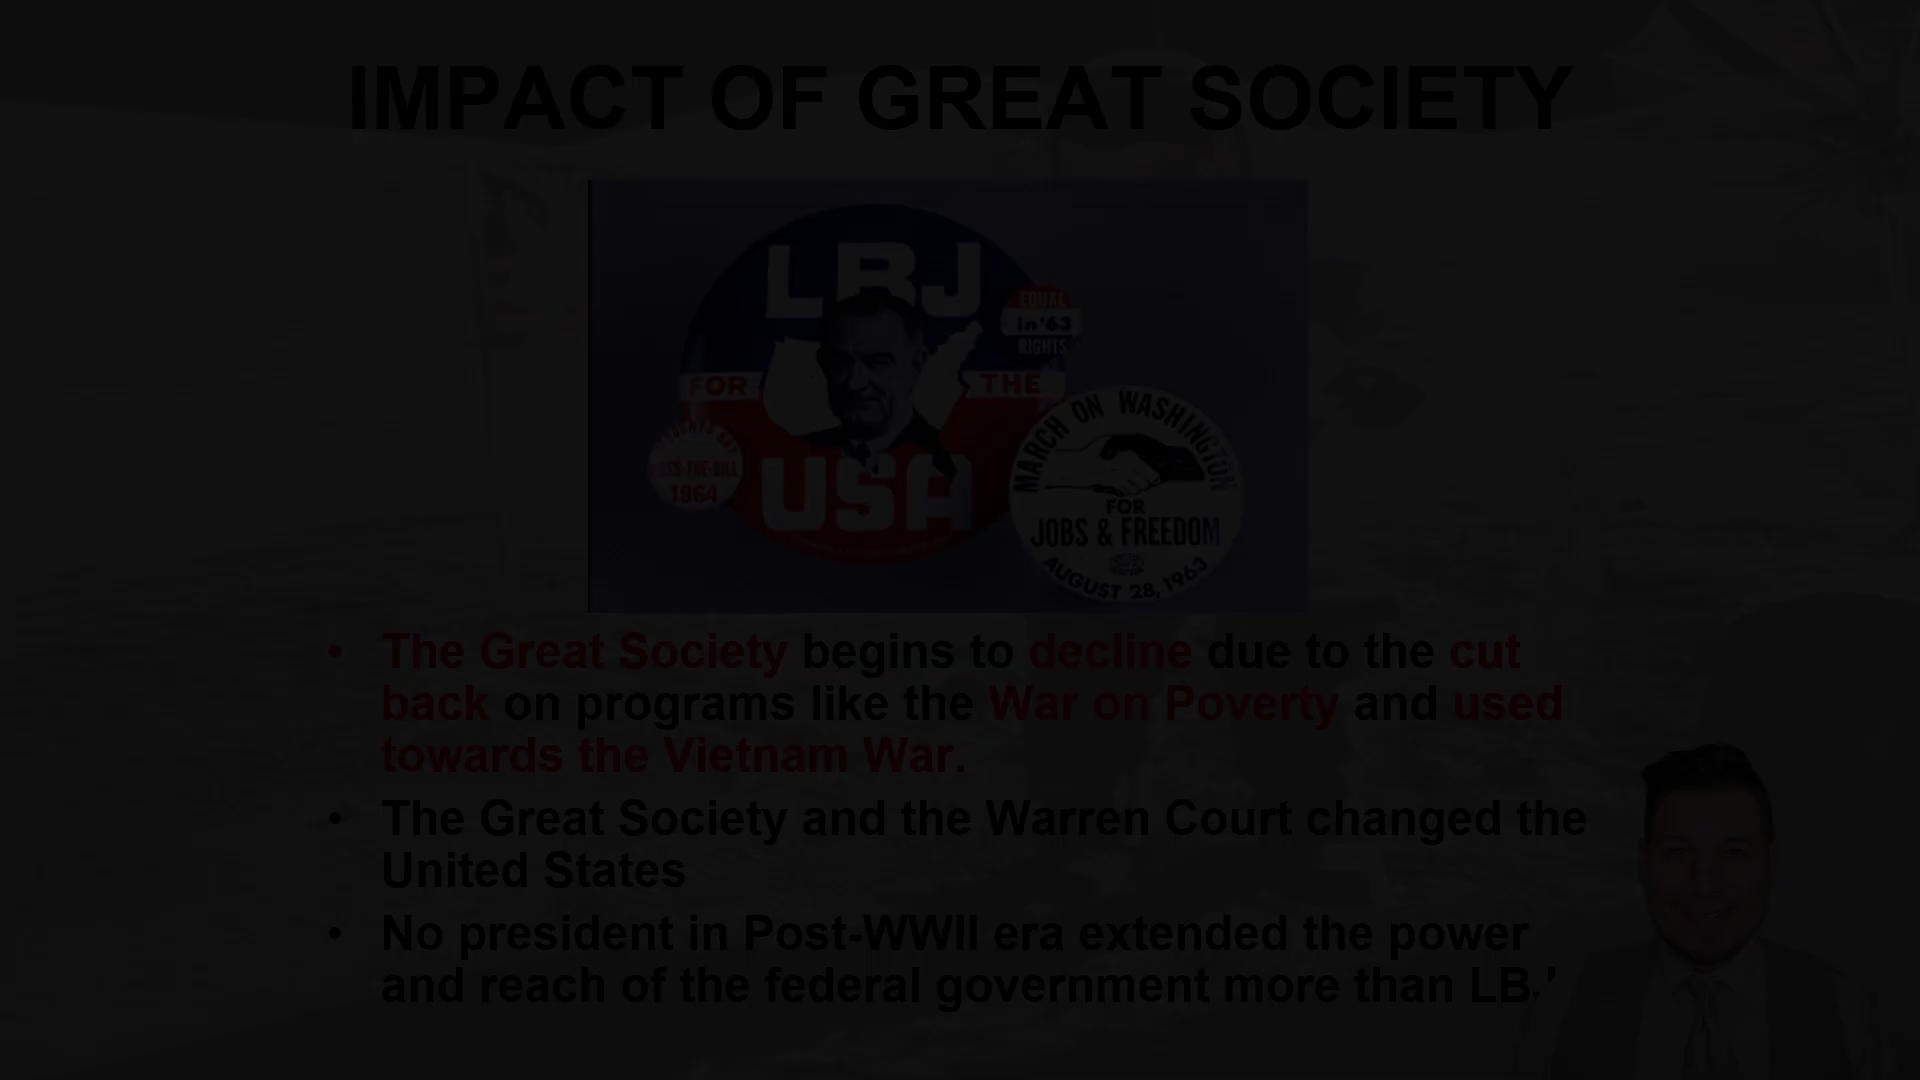 IMPACT OF GREAT SOCIETY
LBJ
EQUAL
in '63
RIGHTS
FOR
THE
USA
1964
MARCH ON WASHINGTON
FOR
JOBS & FREEDOM
AUGUST 28, 1963
• The Great Society begins to decline due to the cut
back on programs like the War on Poverty and used
towards the Vietnam War.
• The Great Society and the Warren Court changed the
United States
• No president in Post-WWII era extended the power
and reach of the federal government more than